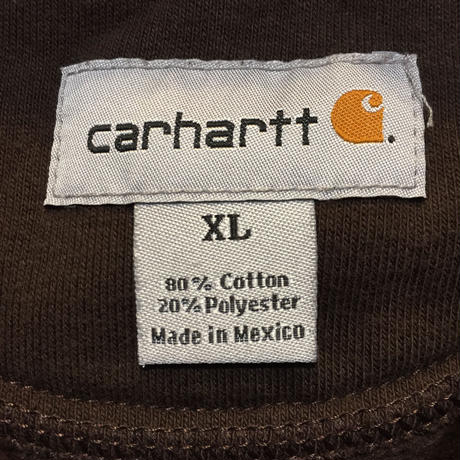 carhartt
XL
80% Cotton
20% Polyester
Made in Mexico